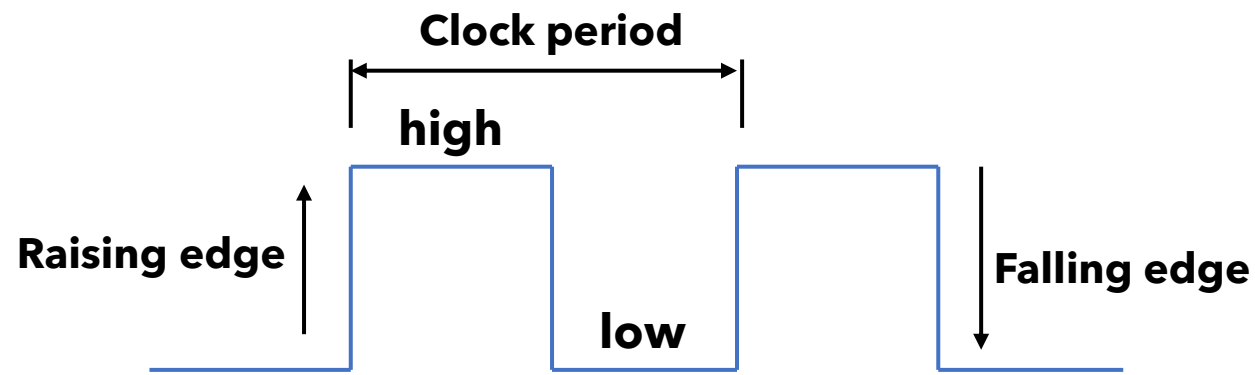 Clock period
high
Raising edge
Falling edge
low